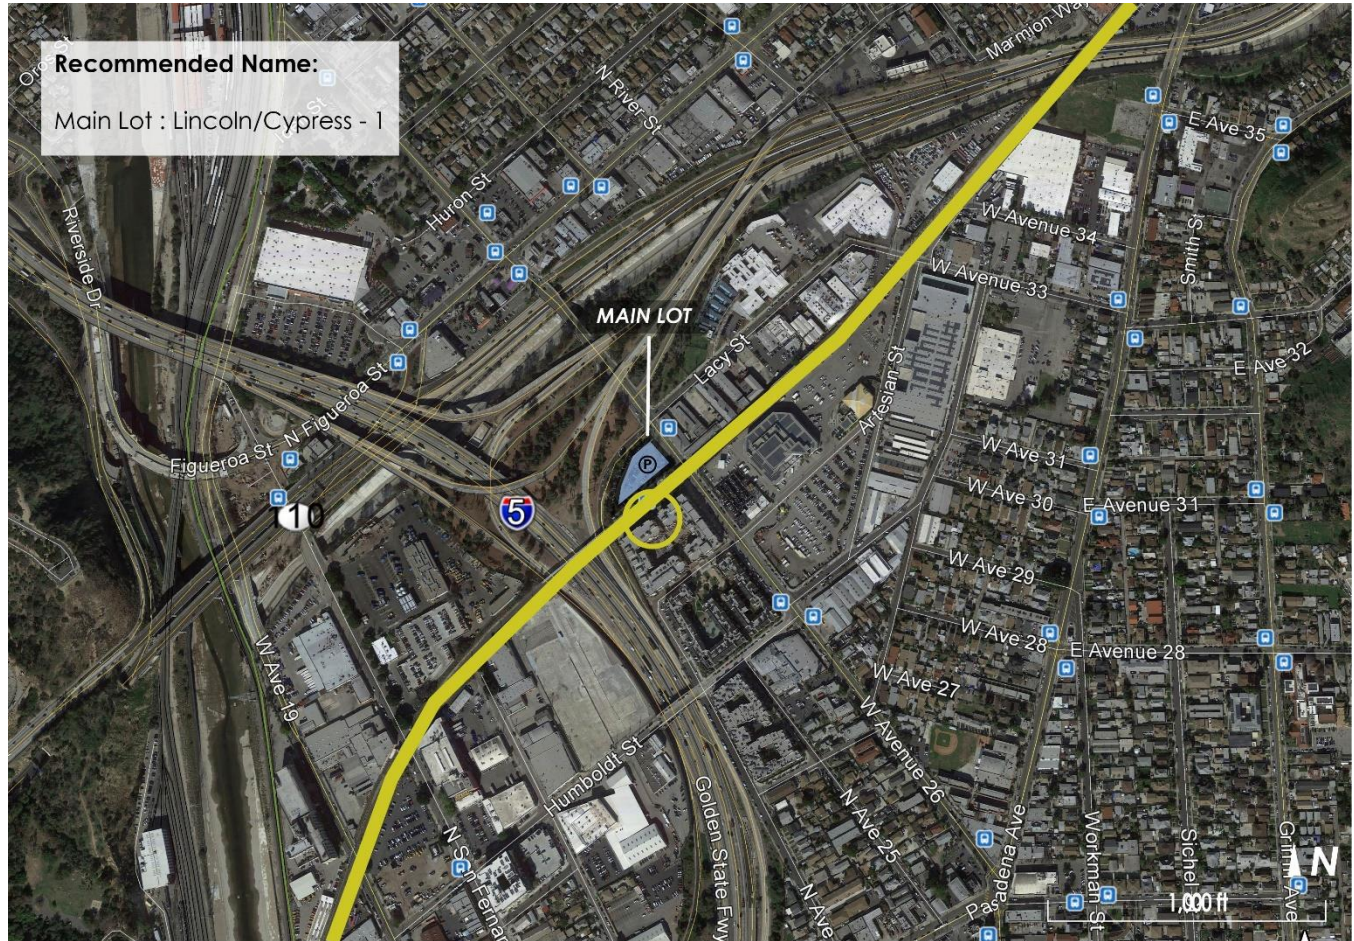 Recommended Name:
Main Lot : Lincoln/Cypress - 1
Marmion Way
N River St
E Ave 35
Huron St
Riverside Dr
W Avenue 34
Smith S
W Avenue 33
MAIN LOT
Lacy St
E Ave 32
N Figueroa St
Artesian St
Figueroa St
W Ave 31
P
W Ave 30
E Avenue 31
5
110
W Ave 29
W Ave 28
E Avenue 28
W Ave 19
W Ave 27
W Avenue 26
Humboldt St
Golden State Fwy
N Ave 25
Pasadena Ave
Workman St
Sichel
Griffin Ave
N
N San Fernan
N Ave
1,000 ft